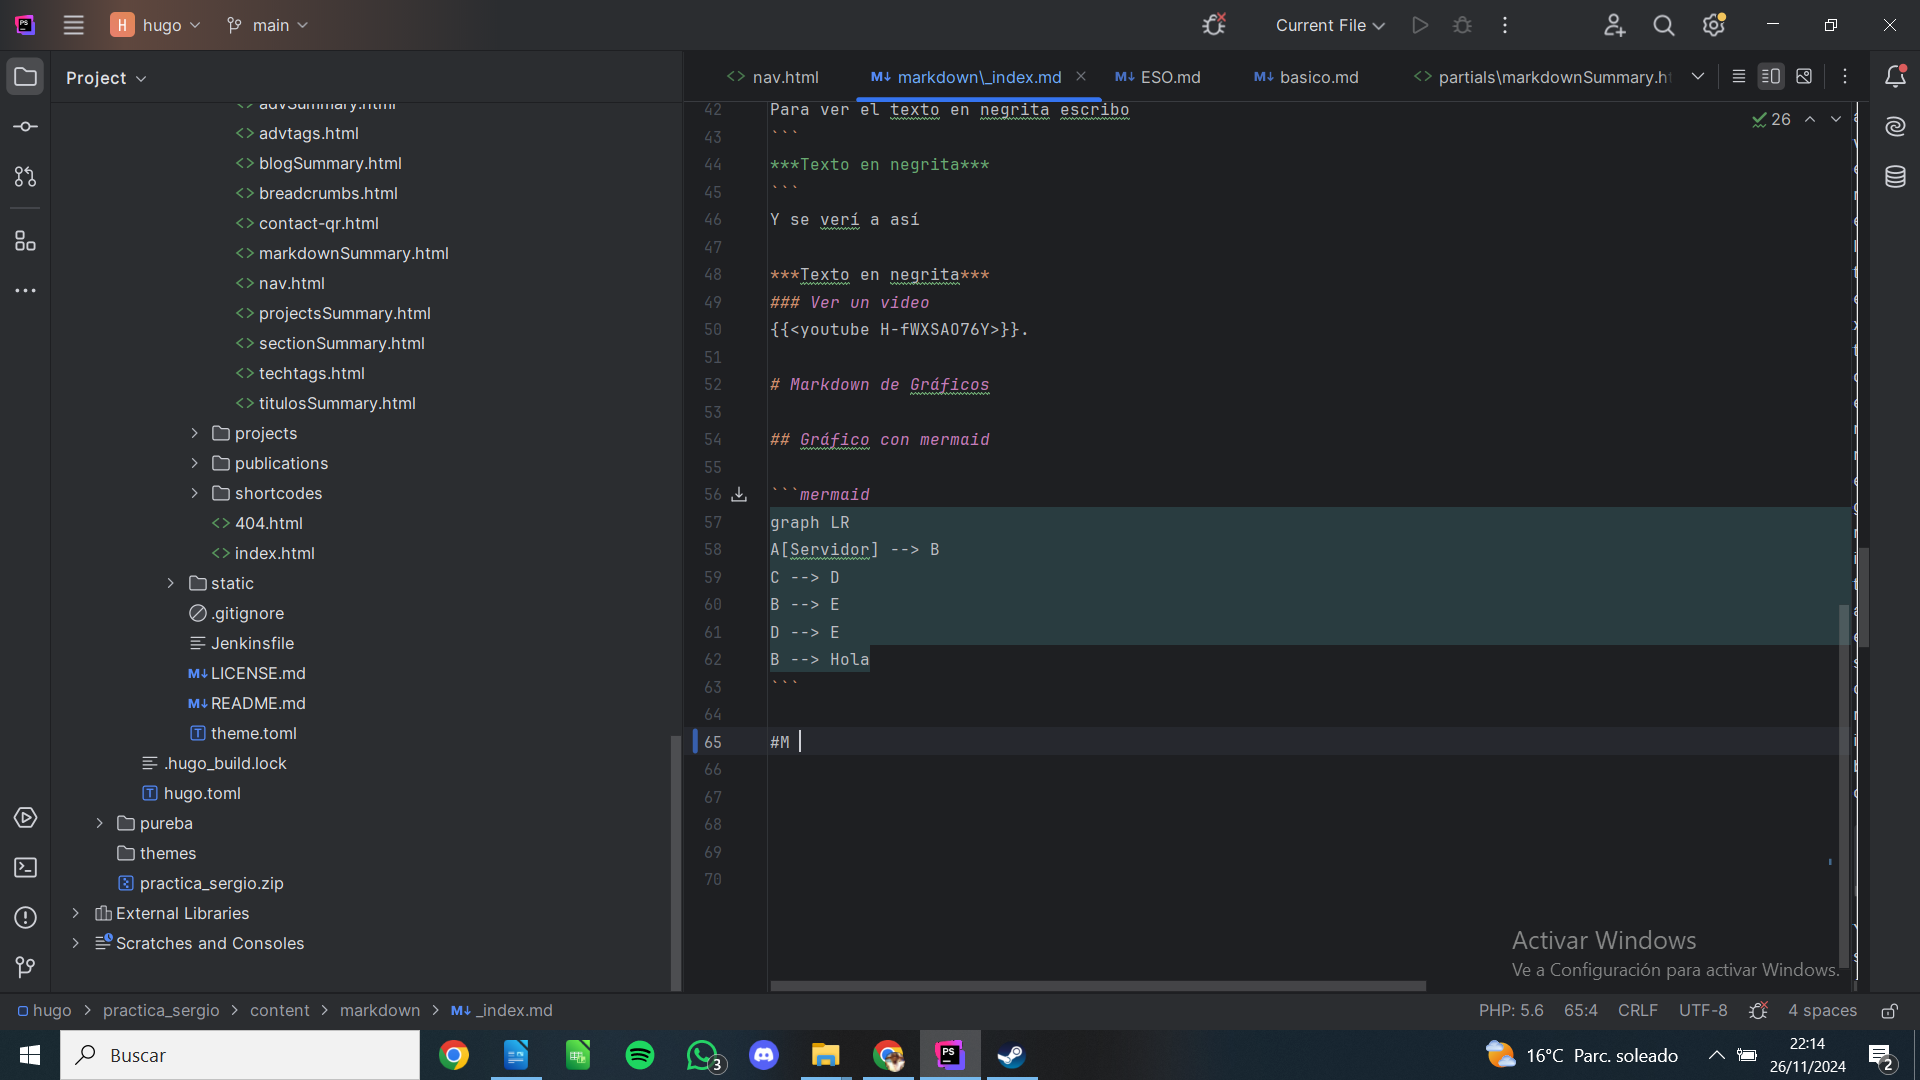 PS
H hugo
main
Current File
Project
nav.html
M↓ markdown\_index.md
M↓ ESO.md
M↓ basico.md
partials\markdownSummary.ht
advSummary.html
advtags.html
blogSummary.html
breadcrumbs.html
contact-qr.html
markdownSummary.html
nav.html
projectsSummary.html
sectionSummary.html
techtags.html
titulosSummary.html
projects
publications
shortcodes
404.html
index.html
static
.gitignore
Jenkinsfile
M↓ LICENSE.md
M↓ README.md
T theme.toml
.hugo_build.lock
T hugo.toml
pureba
themes
practica_sergio.zip
External Libraries
Scratches and Consoles
26
42 Para ver el texto en negrita escribo
43 ```
44 ***Texto en negrita***
45 ```
46 Y se verí a así
47
48 ***Texto en negrita***
49 ### Ver un video
50 {{<youtube H-fWXSAO76Y>}}.
51
52 # Markdown de Gráficos
53
54 ## Gráfico con mermaid
55
56 ```mermaid
57 graph LR
58 A[Servidor] --> B
59 C --> D
60 B --> E
61 D --> E
62 B --> Hola
63 ```
64
65 #M
66
67
68
69
70
Activar Windows
Ve a Configuración para activar Windows.
hugo > practica_sergio > content > markdown > M↓ _index.md
PHP: 5.6 65:4 CRLF UTF-8 4 spaces
Buscar
3
PS
16°C Parc. soleado
22:14
26/11/2024
2